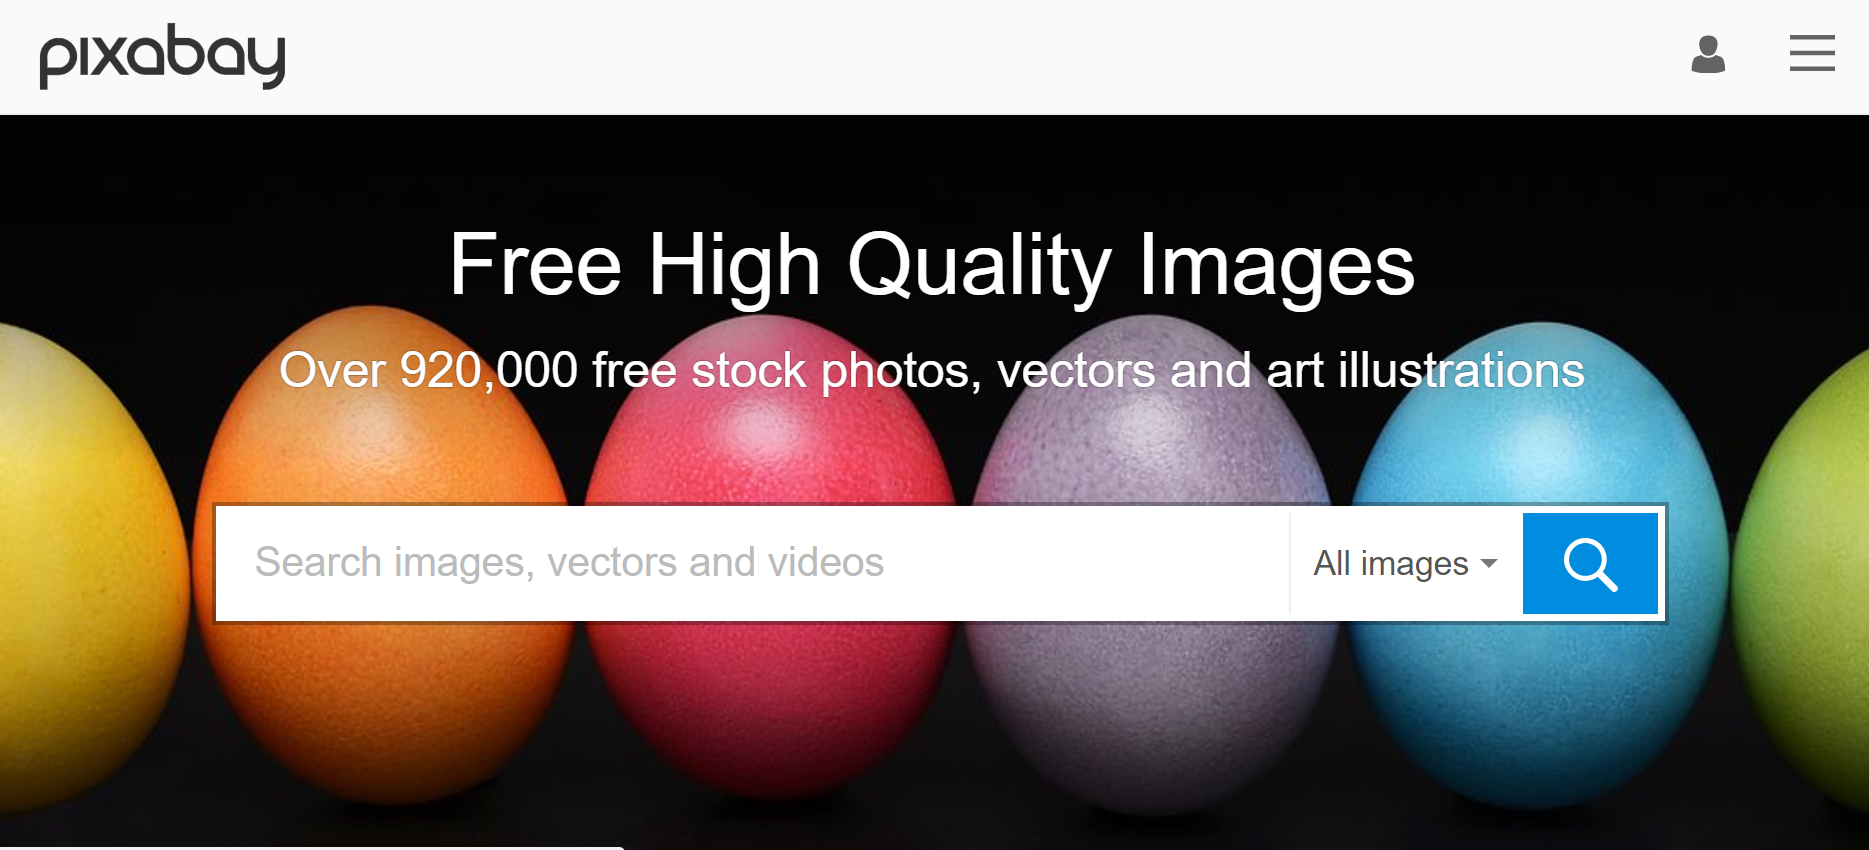 pixabay
Free High Quality Images
Over 920,000 free stock photos, vectors and art illustrations
Search images, vectors and videos
All images